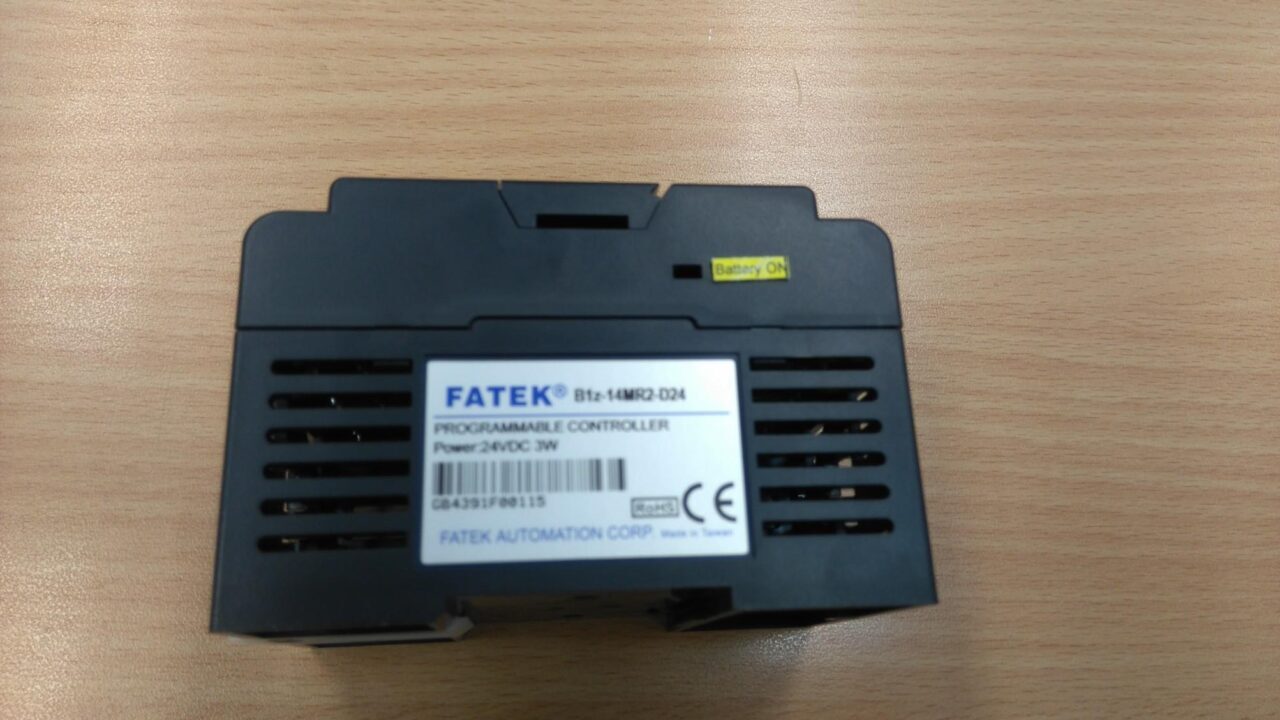 Battery ON
FATEK® B1z-14MR2-D24
PROGRAMMABLE CONTROLLER
Power:24VDC 3W
GB4391F00115
RoHS CE
FATEK AUTOMATION CORP. Made in Taiwan